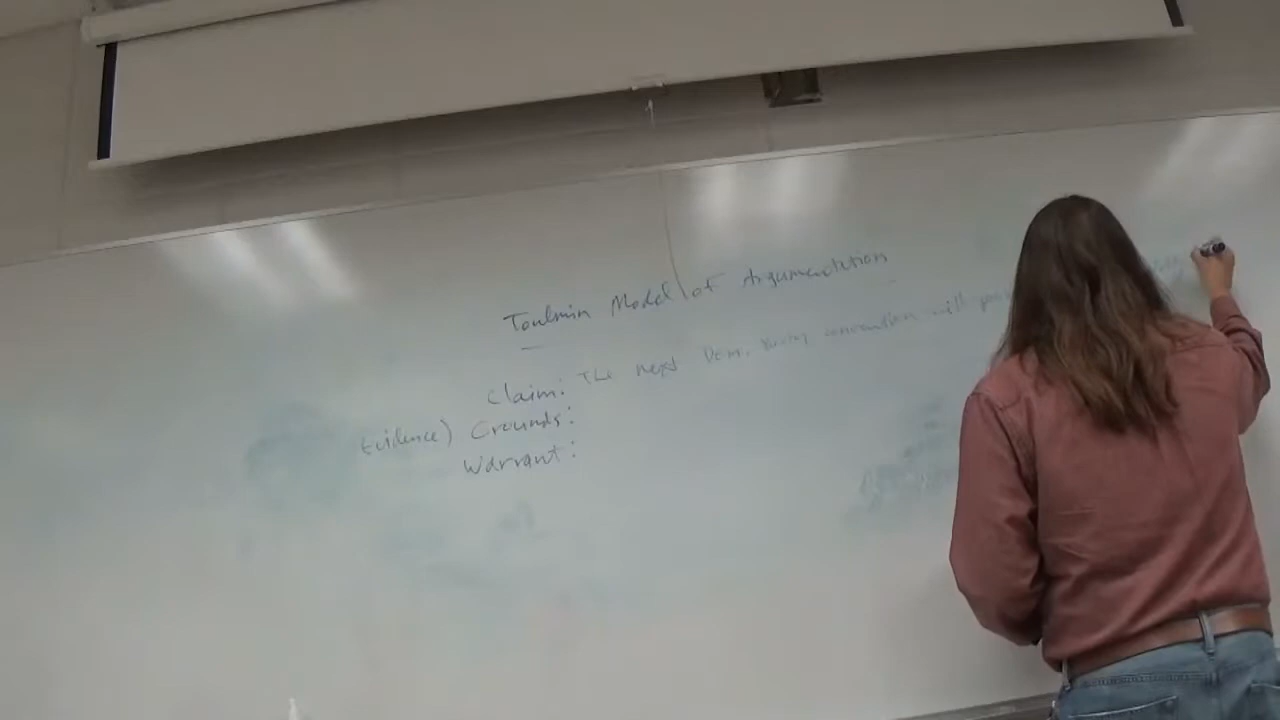 Toulmin Model of Argumentation
Claim: The next Dem. Party convention will
Evidence) Grounds:
Warrant: